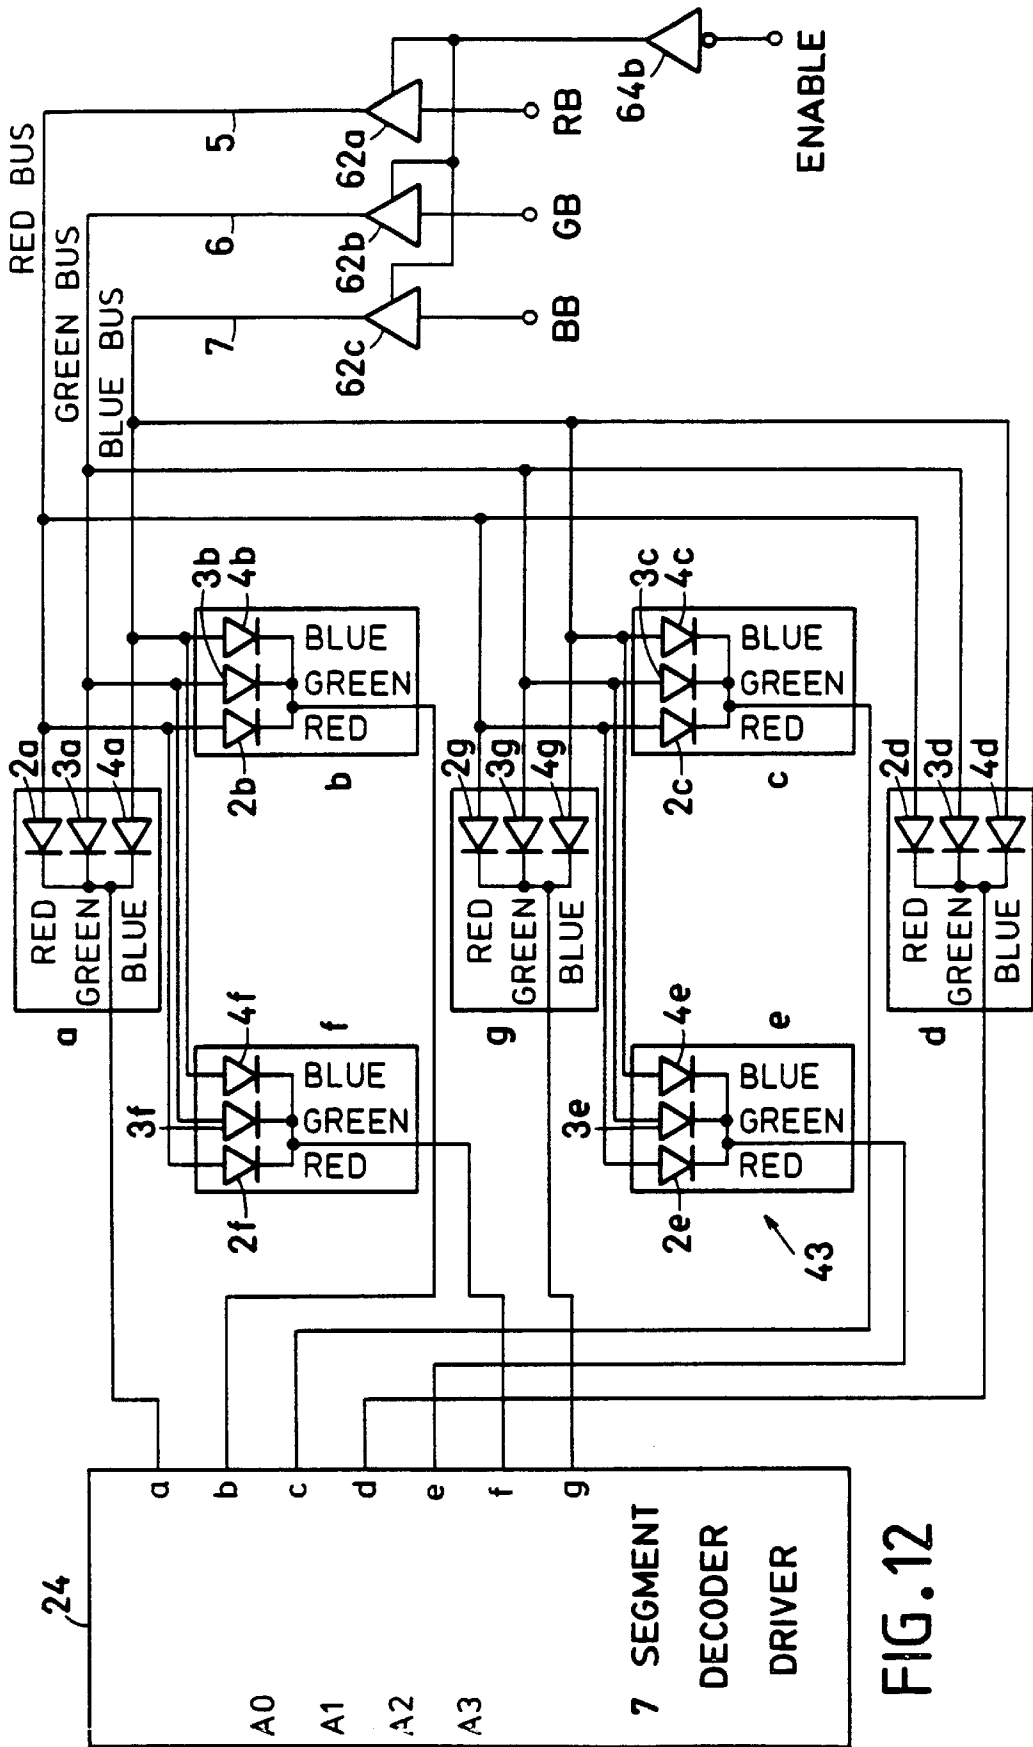 24
A0
A1
A2
A3
7 SEGMENT
DECODER
DRIVER
a
b
c
d
e
f
g
RED
GREEN
BLUE
a
2a
3a
4a
3f
4f
2f
BLUE
GREEN
RED
f
3b
4b
2b
BLUE
GREEN
RED
b
RED
GREEN
BLUE
g
2g
3g
4g
3e
4e
2e
BLUE
GREEN
RED
e
3c
4c
2c
BLUE
GREEN
RED
c
RED
GREEN
BLUE
d
2d
3d
4d
43
RED BUS
GREEN BUS
BLUE BUS
5
6
7
62a
62b
62c
RB
GB
BB
64b
ENABLE
FIG.12